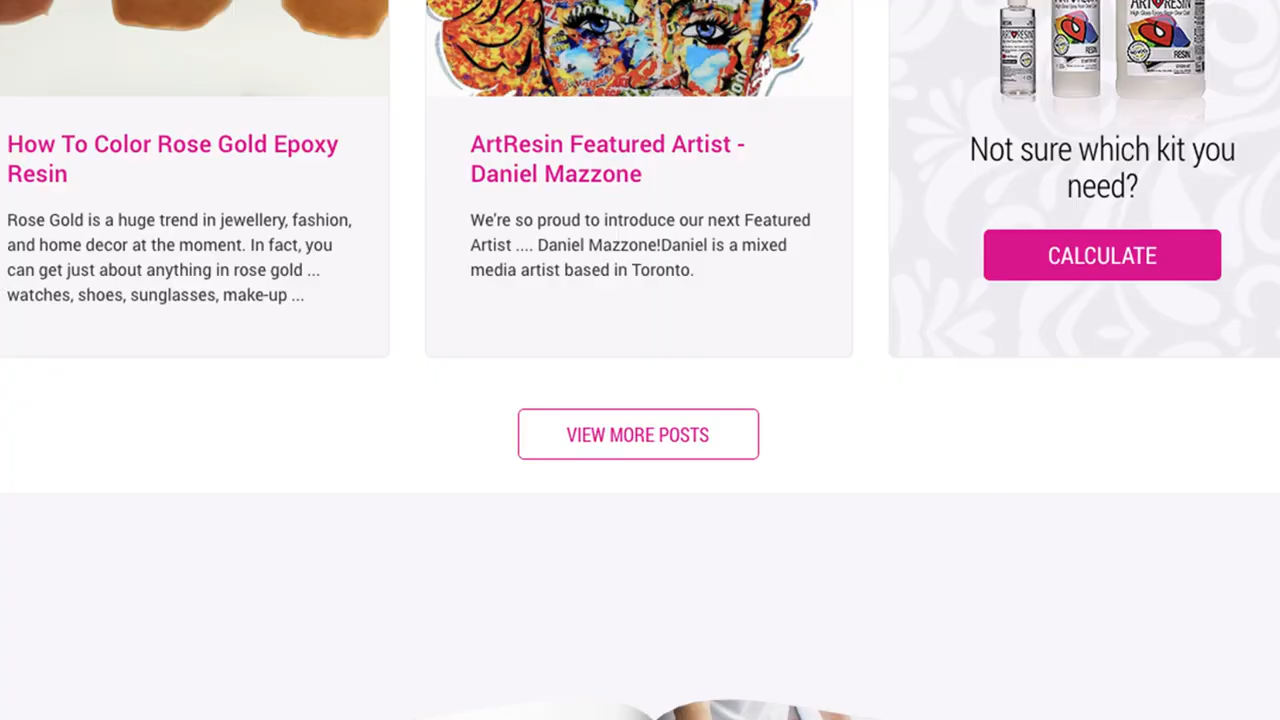 How To Color Rose Gold Epoxy
Resin
Rose Gold is a huge trend in jewellery, fashion,
and home decor at the moment. In fact, you
can get just about anything in rose gold ...
watches, shoes, sunglasses, make-up ...
ArtResin Featured Artist -
Daniel Mazzone
We're so proud to introduce our next Featured
Artist .... Daniel Mazzone!Daniel is a mixed
media artist based in Toronto.
ARTRESIN
RESIN
RESIN
Not sure which kit you
need?
CALCULATE
VIEW MORE POSTS